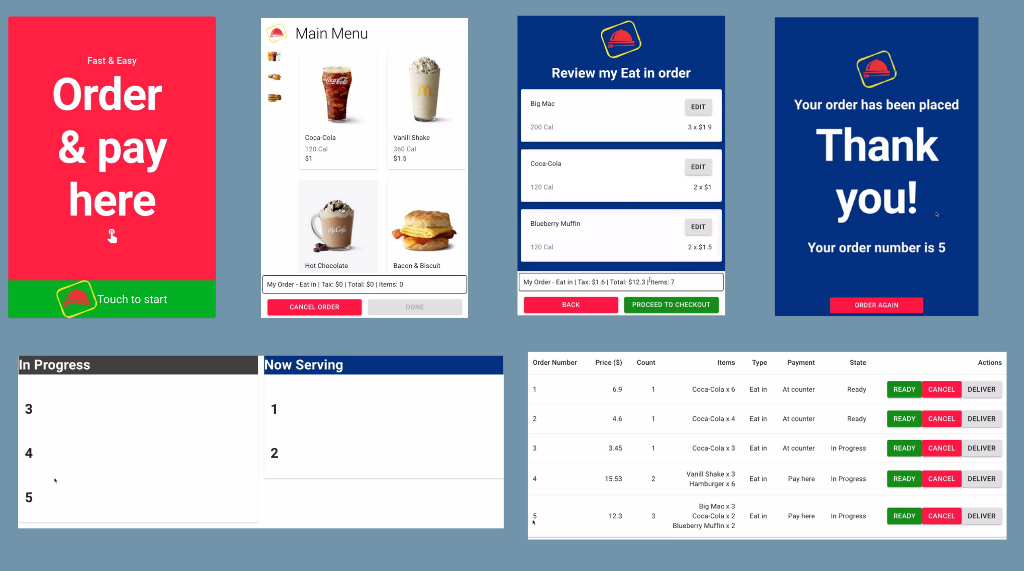 Fast & Easy
Order
& pay
here
Touch to start
Main Menu
Coca-Cola
120 Cal
$1
Vanill Shake
360 Cal
$1.5
McCafé
Hot Chocolate
Bacon & Biscuit
My Order - Eat in | Tax: $0 | Total: $0 | Items: 0
CANCEL ORDER
DONE
Review my Eat in order
Big Mac
EDIT
200 Cal
3 x $1.9
Coca-Cola
EDIT
120 Cal
2 x $1
Blueberry Muffin
EDIT
120 Cal
2 x $1.5
My Order - Eat in | Tax: $1.6 | Total: $12.3 | Items: 7
BACK
PROCEED TO CHECKOUT
Your order has been placed
Thank
you!
Your order number is 5
ORDER AGAIN
In Progress
3
4
5
Now Serving
1
2
Order Number Price ($) Count Items Type Payment State Actions
1 6.9 1 Coca-Cola x 6 Eat in At counter Ready READY CANCEL DELIVER
2 4.6 1 Coca-Cola x 4 Eat in At counter Ready READY CANCEL DELIVER
3 3.45 1 Coca-Cola x 3 Eat in At counter In Progress READY CANCEL DELIVER
4 15.53 2 Vanill Shake x 3 Eat in Pay here In Progress READY CANCEL DELIVER
Hamburger x 6
5 12.3 3 Big Mac x 3 Eat in Pay here In Progress READY CANCEL DELIVER
Coca-Cola x 2
Blueberry Muffin x 2